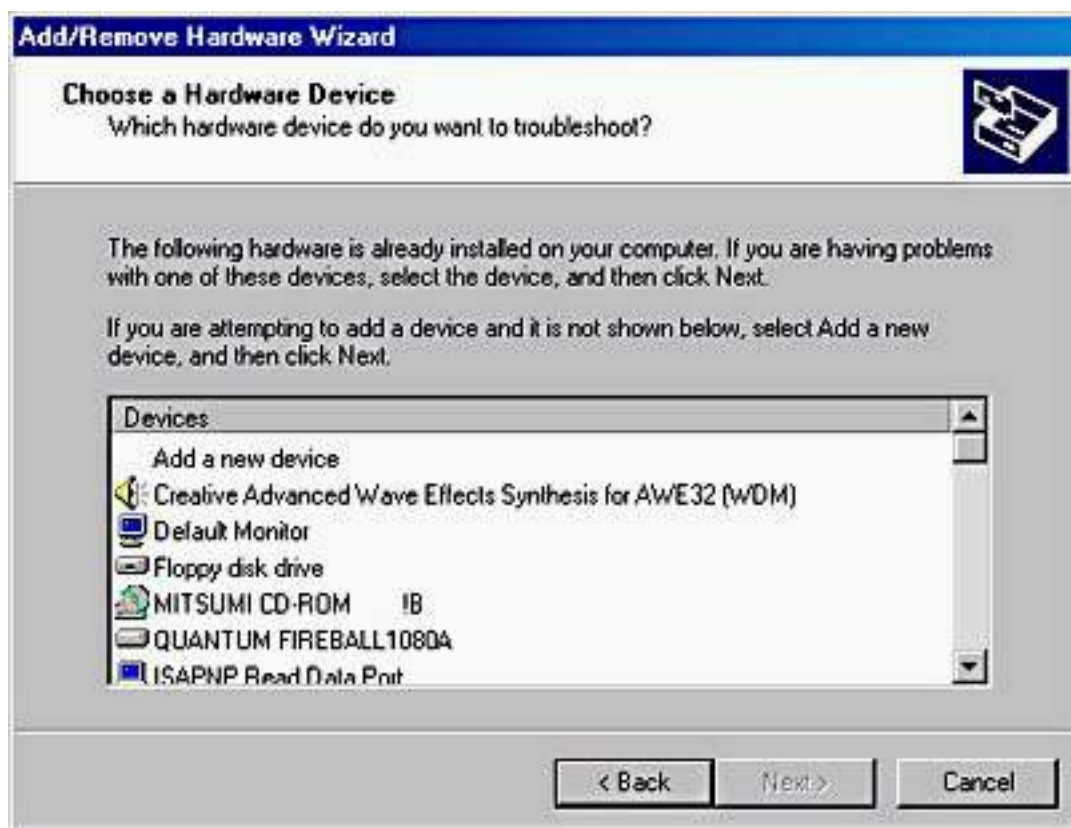 Add/Remove Hardware Wizard
Choose a Hardware Device
Which hardware device do you want to troubleshoot?
The following hardware is already installed on your computer. If you are having problems
with one of these devices, select the device, and then click Next.
If you are attempting to add a device and it is not shown below, select Add a new
device, and then click Next.
Devices
Add a new device
Creative Advanced Wave Effects Synthesis for AWE32 (WDM)
Default Monitor
Floppy disk drive
MITSUMI CD-ROM !B
QUANTUM FIREBALL1080A
ISAPNP Read Data Port
< Back
Next >
Cancel